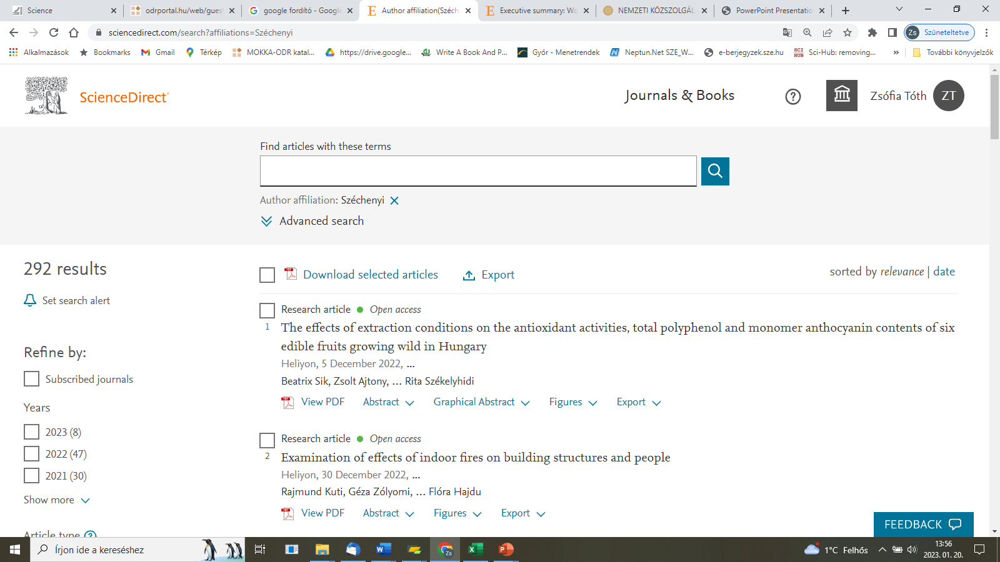 Science
odrportal.hu/web/gues
google fordító - Google
Author affiliation(Széch
Executive summary: Wo
NEMZETI KÖZSZOLGÁL
PowerPoint Presentatio
sciencedirect.com/search?affiliations=Széchenyi
Zs Szüneteltetve
Alkalmazások
Bookmarks
Gmail
Térkép
MOKKA-ODR katal...
https://drive.google...
Write A Book And P...
Győr - Menetrendek
Neptun.Net SZE_W...
e-berjegyzek.sze.hu
SCI HUB Sci-Hub: removing...
»
További könyvjelzők
ScienceDirect
Journals & Books
?
Zsófia Tóth ZT
Find articles with these terms
Author affiliation: Széchenyi
Advanced search
292 results
Set search alert
Refine by:
Subscribed journals
Years
2023 (8)
2022 (47)
2021 (30)
Show more
Article type ?
Download selected articles Export
sorted by relevance | date
Research article Open access
1 The effects of extraction conditions on the antioxidant activities, total polyphenol and monomer anthocyanin contents of six
edible fruits growing wild in Hungary
Heliyon, 5 December 2022, ...
Beatrix Sik, Zsolt Ajtony, ... Rita Székelyhidi
View PDF Abstract Graphical Abstract Figures Export
Research article Open access
2 Examination of effects of indoor fires on building structures and people
Heliyon, 30 December 2022, ...
Rajmund Kuti, Géza Zólyomi, ... Flóra Hajdu
View PDF Abstract Figures Export
FEEDBACK
Írjon ide a kereséshez
1°C Felhős
13:56
2023. 01. 20.